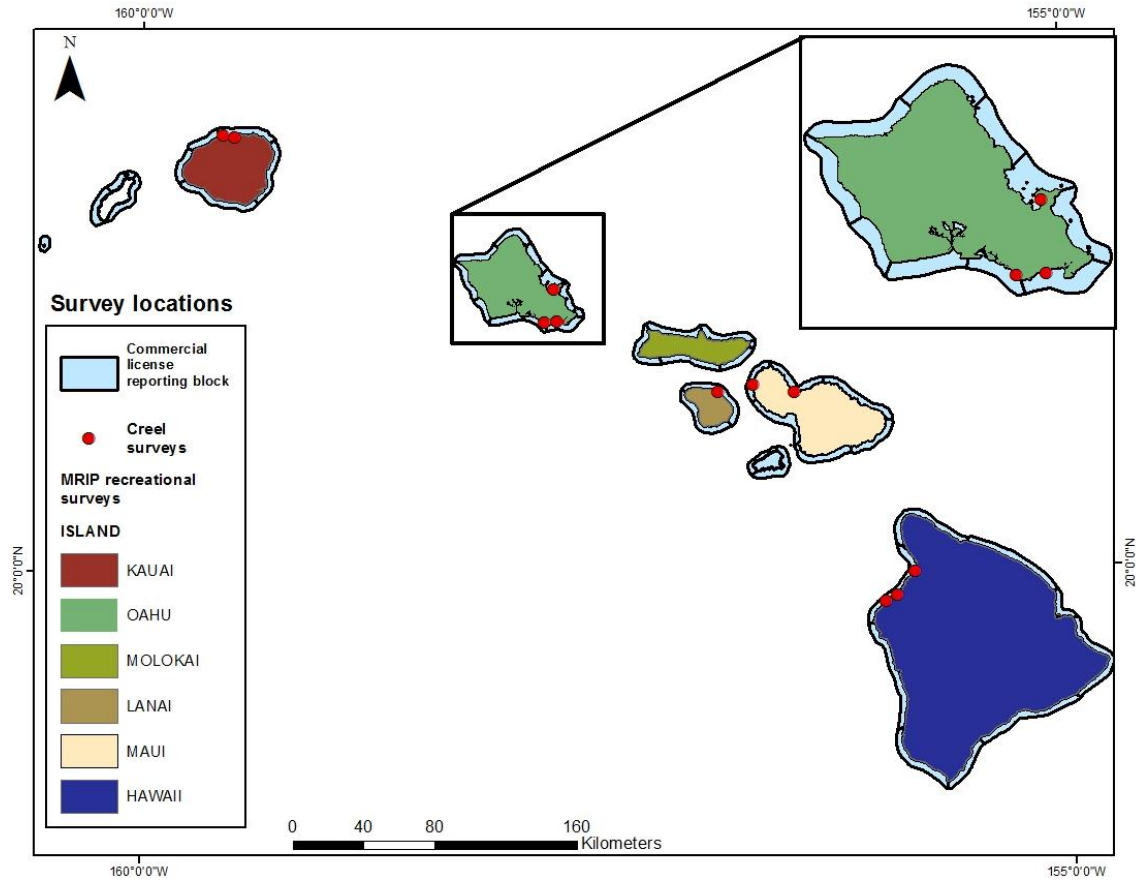 160°0'0"W
155°0'0"W
N
Survey locations
Commercial
license
reporting block
Creel
surveys
MRIP recreational
surveys
ISLAND
KAUAI
OAHU
MOLOKAI
LANAI
MAUI
HAWAII
20°0'0"N
20°0'0"N
0 40 80 160
Kilometers
160°0'0"W
155°0'0"W